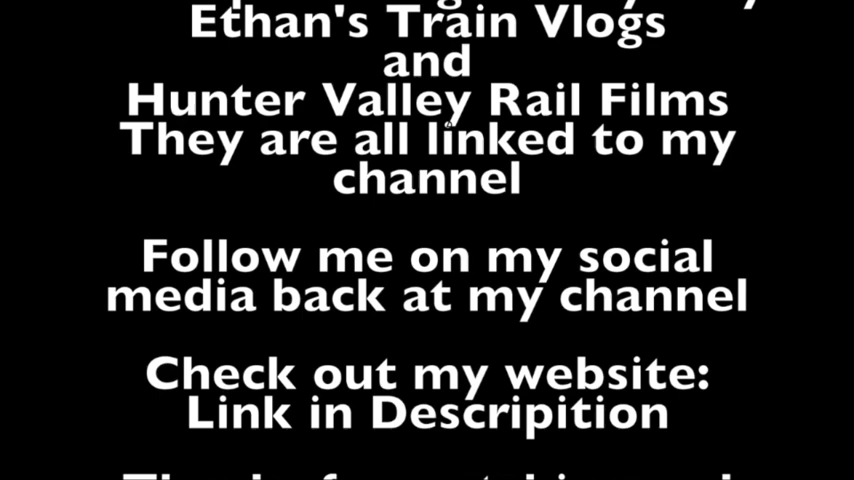 Ethan's Train Vlogs
and
Hunter Valley Rail Films
They are all linked to my
channel
Follow me on my social
media back at my channel
Check out my website:
Link in Descripition